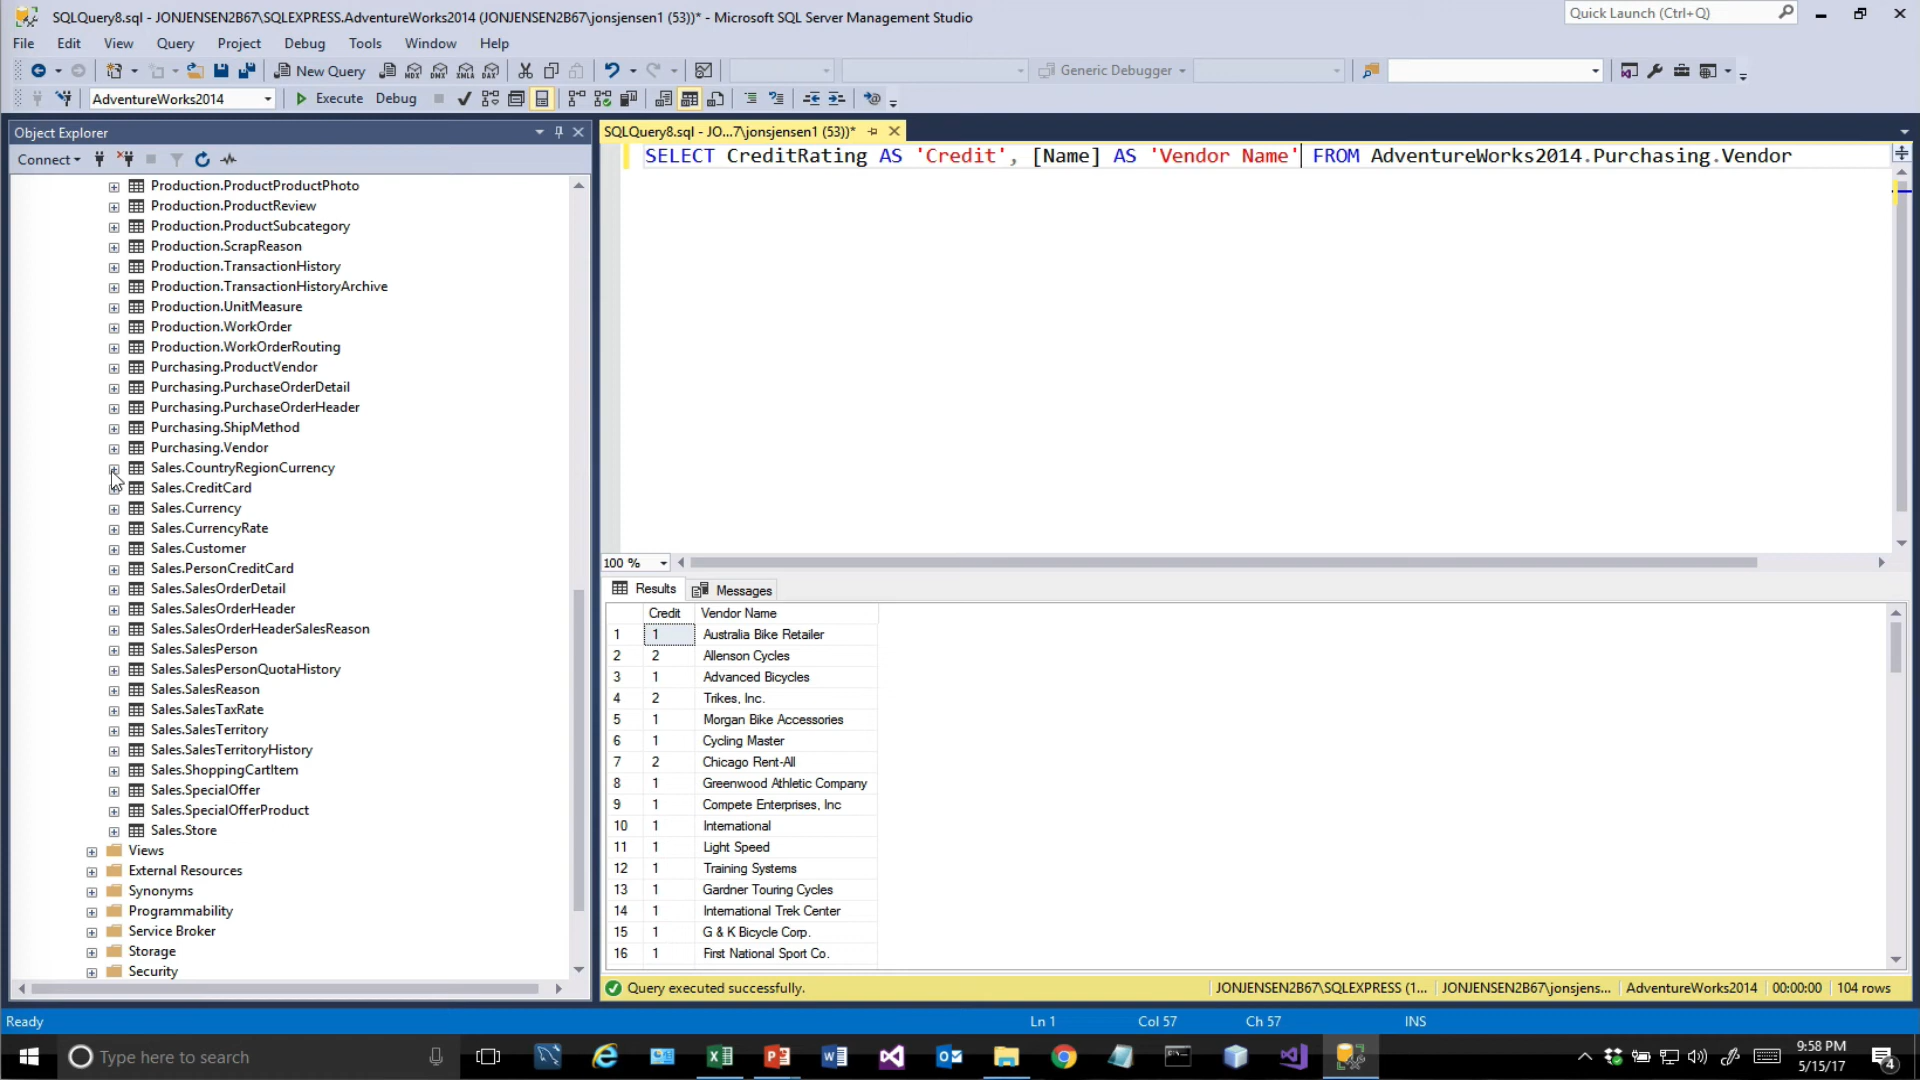 SQLQuery8.sql - JONJENSEN2B67\SQLEXPRESS.AdventureWorks2014 (JONJENSEN2B67\jonsjensen1 (53))* - Microsoft SQL Server Management Studio
Quick Launch (Ctrl+Q)
File Edit View Query Project Debug Tools Window Help
New Query
MDX DMX XMLA DAX
Generic Debugger
AdventureWorks2014
Execute Debug
Object Explorer
Connect
Production.ProductProductPhoto
Production.ProductReview
Production.ProductSubcategory
Production.ScrapReason
Production.TransactionHistory
Production.TransactionHistoryArchive
Production.UnitMeasure
Production.WorkOrder
Production.WorkOrderRouting
Purchasing.ProductVendor
Purchasing.PurchaseOrderDetail
Purchasing.PurchaseOrderHeader
Purchasing.ShipMethod
Purchasing.Vendor
Sales.CountryRegionCurrency
Sales.CreditCard
Sales.Currency
Sales.CurrencyRate
Sales.Customer
Sales.PersonCreditCard
Sales.SalesOrderDetail
Sales.SalesOrderHeader
Sales.SalesOrderHeaderSalesReason
Sales.SalesPerson
Sales.SalesPersonQuotaHistory
Sales.SalesReason
Sales.SalesTaxRate
Sales.SalesTerritory
Sales.SalesTerritoryHistory
Sales.ShoppingCartItem
Sales.SpecialOffer
Sales.SpecialOfferProduct
Sales.Store
Views
External Resources
Synonyms
Programmability
Service Broker
Storage
Security
SQLQuery8.sql - JO...7\jonsjensen1 (53))*
SELECT CreditRating AS 'Credit', [Name] AS 'Vendor Name' FROM AdventureWorks2014.Purchasing.Vendor
100 %
Results Messages
Credit Vendor Name
1 1 Australia Bike Retailer
2 2 Allenson Cycles
3 1 Advanced Bicycles
4 2 Trikes, Inc.
5 1 Morgan Bike Accessories
6 1 Cycling Master
7 2 Chicago Rent-All
8 1 Greenwood Athletic Company
9 1 Compete Enterprises, Inc
10 1 International
11 1 Light Speed
12 1 Training Systems
13 1 Gardner Touring Cycles
14 1 International Trek Center
15 1 G & K Bicycle Corp.
16 1 First National Sport Co.
Query executed successfully.
JONJENSEN2B67\SQLEXPRESS (1... JONJENSEN2B67\jonsjens... AdventureWorks2014 00:00:00 104 rows
Ready
Ln 1 Col 57 Ch 57 INS
Type here to search
9:58 PM
5/15/17
4